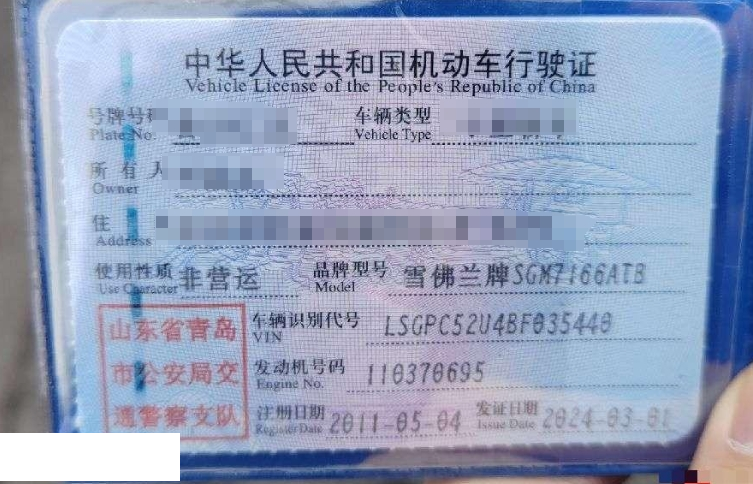 中华人民共和国机动车行驶证
Vehicle License of the People's Republic of China
号牌号码 车辆类型
Plate No. Vehicle Type
所有人
Owner
住
Address
使用性质 非营运 品牌型号 雪佛兰牌SGM7166ATB
Use Character Model
山东省青岛 车辆识别代号 LSGPC52U4BF035440
VIN
市公安局交 发动机号码 110370695
Engine No.
通警察支队 注册日期 2011-05-04 发证日期 2024-03-01
Register Date Issue Date